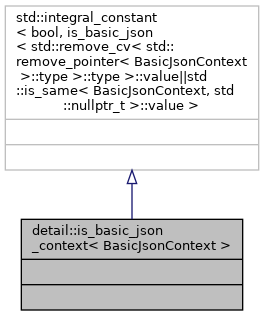 std::integral_constant
< bool, is_basic_json
< std::remove_cv< std::
remove_pointer< BasicJsonContext
>::type >::type >::value||std
::is_same< BasicJsonContext, std
::nullptr_t >::value >
detail::is_basic_json
_context< BasicJsonContext >